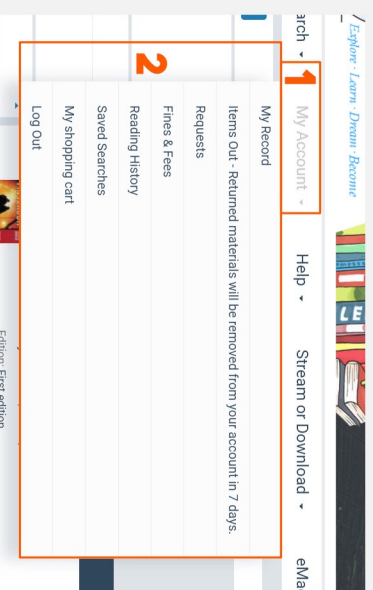 Explore · Learn · Dream · Become
LE
arch
1
My Account
Help
Stream or Download
eMa
2
My Record
Items Out - Returned materials will be removed from your account in 7 days.
Requests
Fines & Fees
Reading History
Saved Searches
My shopping cart
Log Out
Edition: First edition